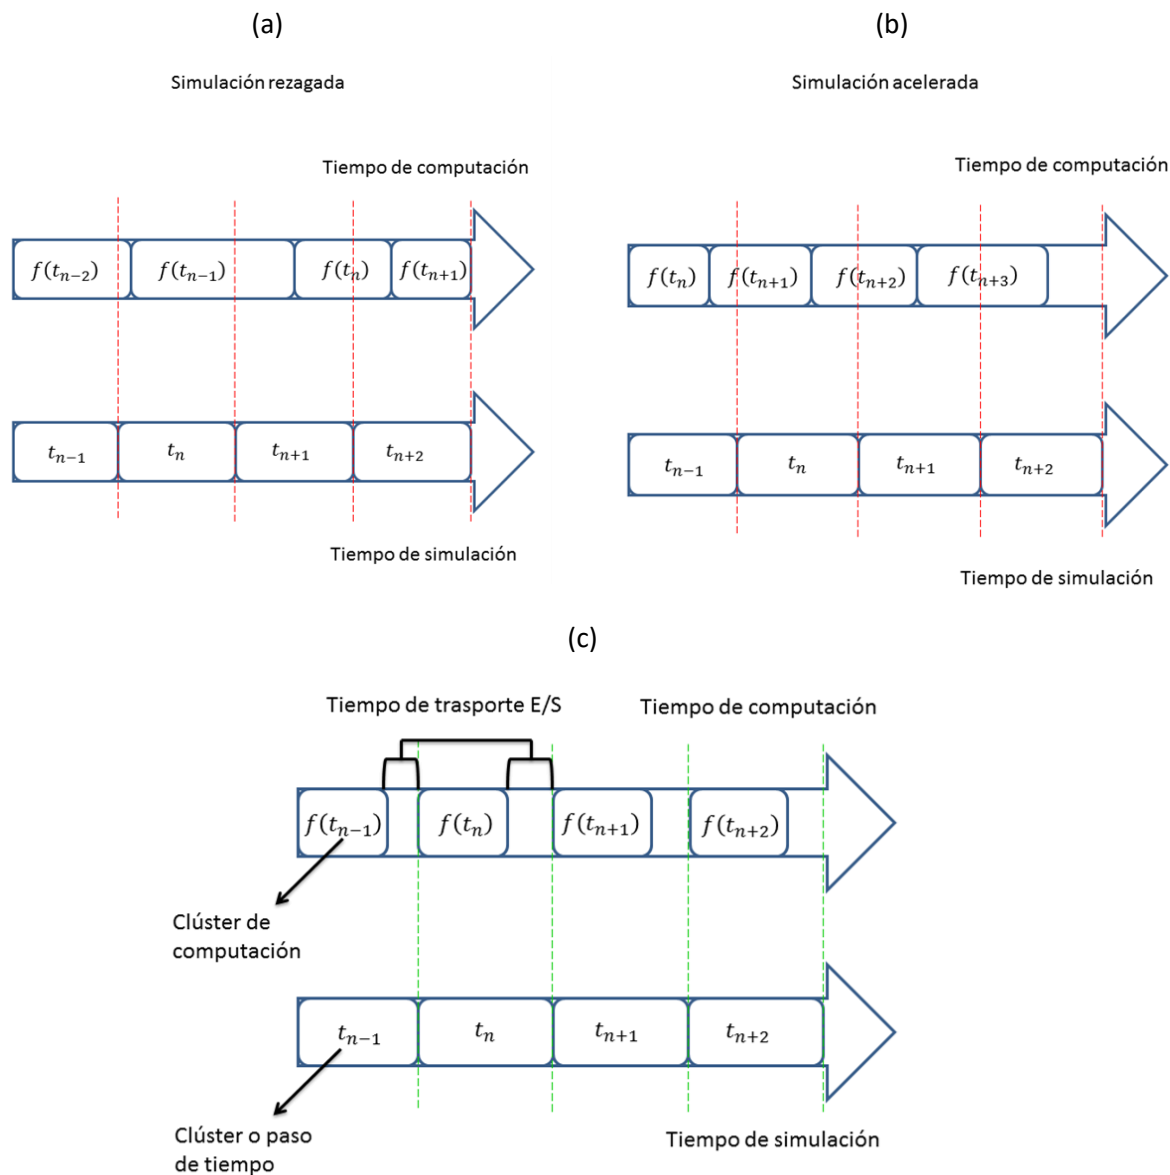 (a)
Simulación rezagada
Tiempo de computación
f(t_{n-2}) f(t_{n-1}) f(t_n) f(t_{n+1})
t_{n-1} t_n t_{n+1} t_{n+2}
Tiempo de simulación
(b)
Simulación acelerada
Tiempo de computación
f(t_n) f(t_{n+1}) f(t_{n+2}) f(t_{n+3})
t_{n-1} t_n t_{n+1} t_{n+2}
Tiempo de simulación
(c)
Tiempo de trasporte E/S
Tiempo de computación
f(t_{n-1}) f(t_n) f(t_{n+1}) f(t_{n+2})
Clúster de
computación
t_{n-1} t_n t_{n+1} t_{n+2}
Clúster o paso
de tiempo
Tiempo de simulación